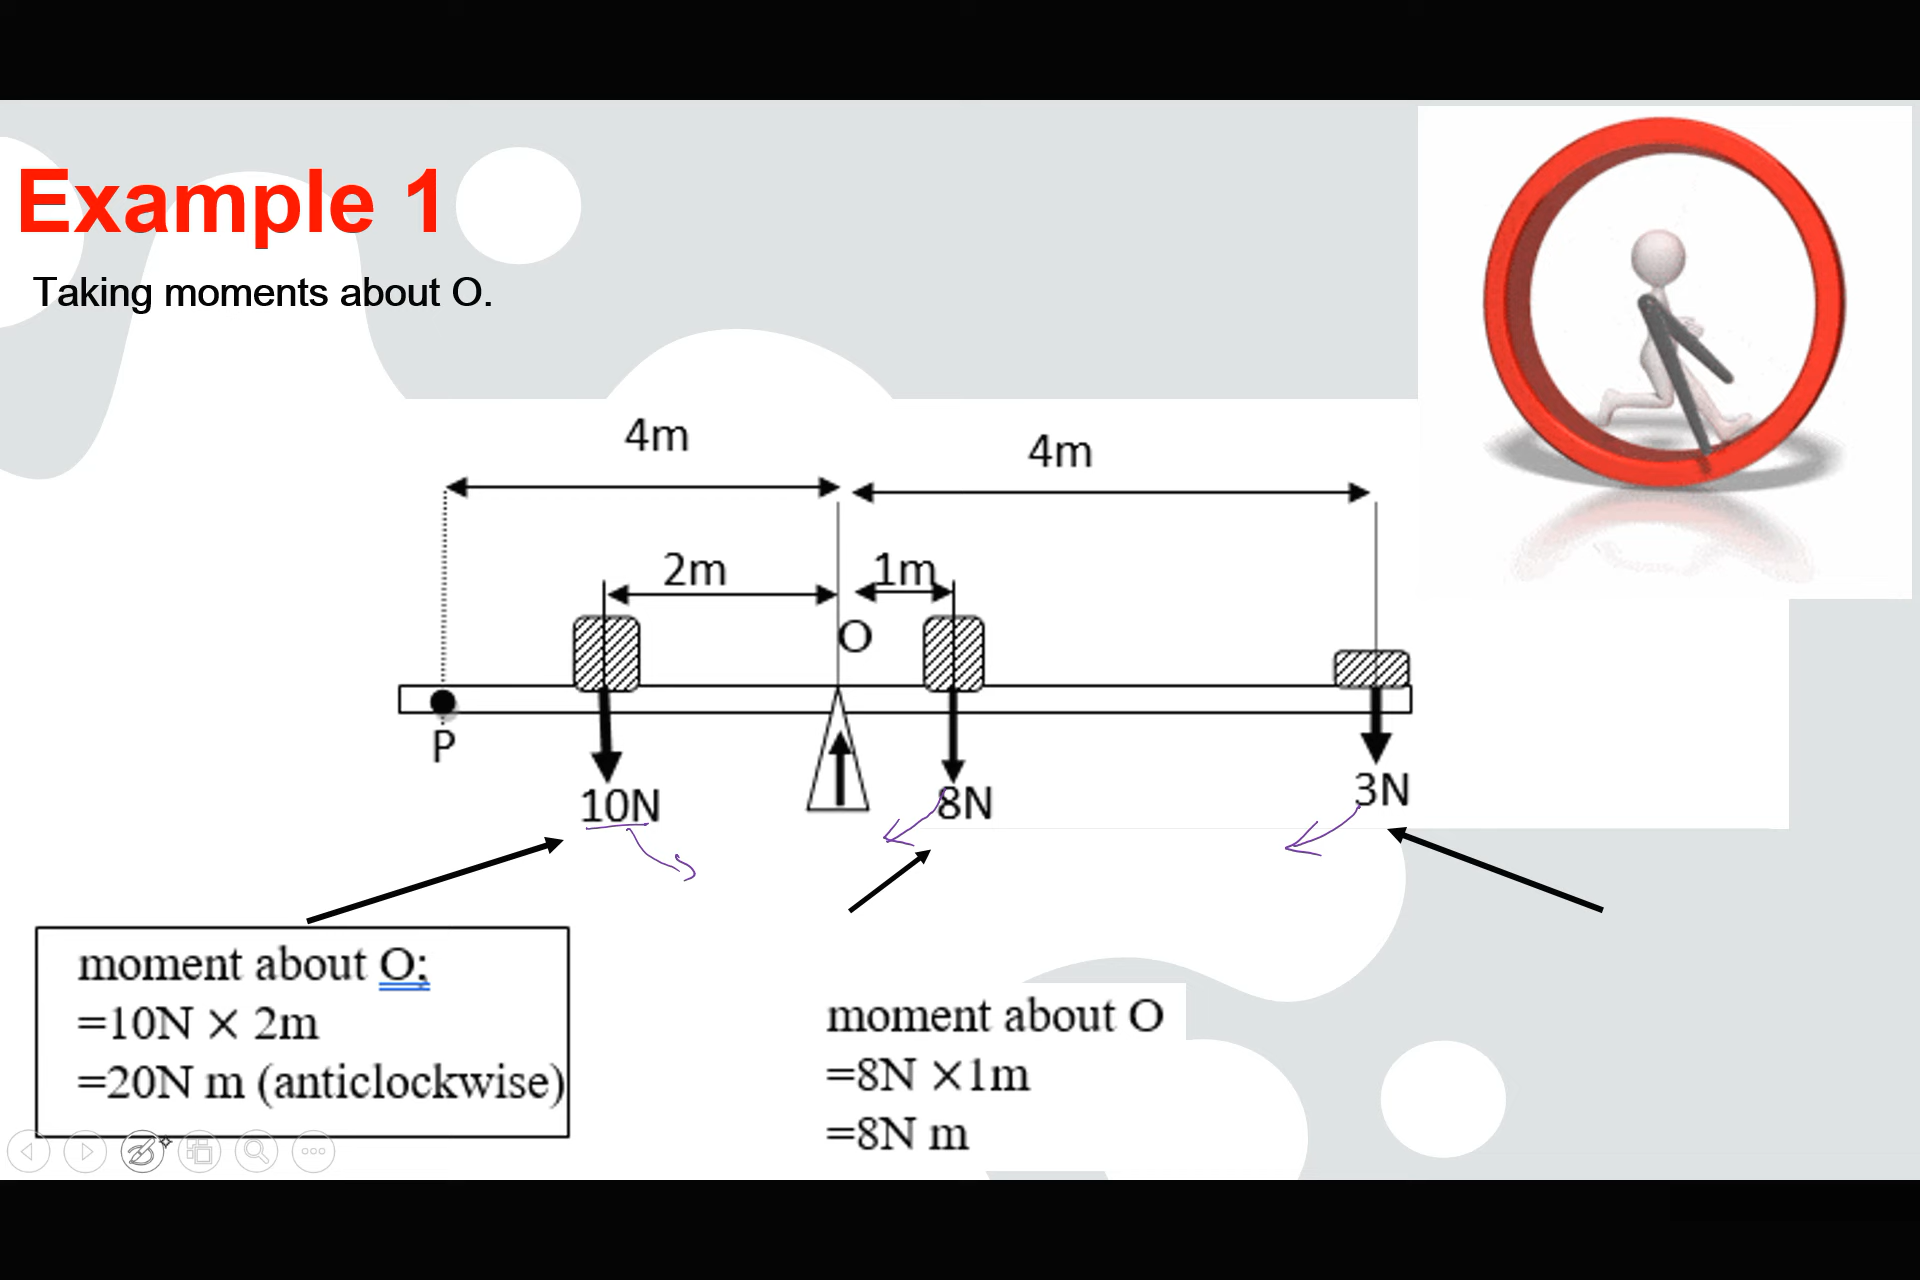 Example 1
Taking moments about O.
4m
4m
2m
1m
O
P
10N
8N
3N
moment about O;
=10N × 2m
=20N m (anticlockwise)
moment about O
=8N ×1m
=8N m